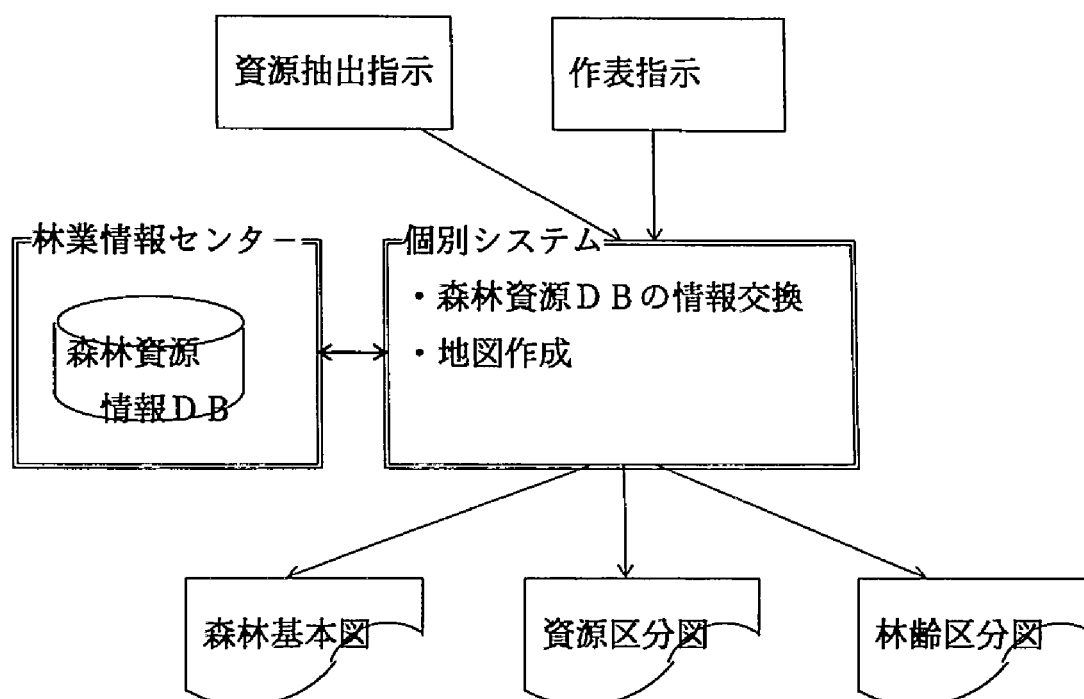 資源抽出指示
作表指示
林業情報センター
森林資源
情報ＤＢ
個別システム
・森林資源ＤＢの情報交換
・地図作成
森林基本図
資源区分図
林齢区分図